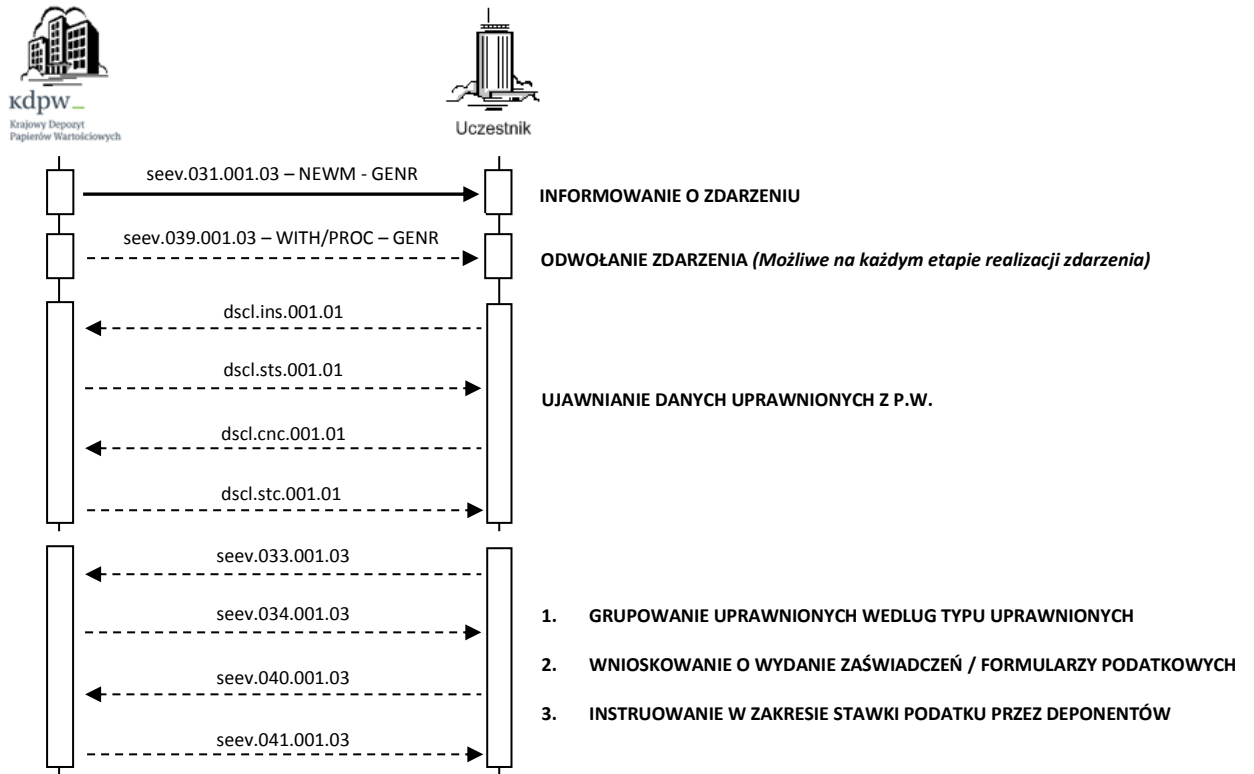 kdpw_
Krajowy Depozyt
Papierów Wartościowych
Uczestnik
seev.031.001.03 – NEWM - GENR
INFORMOWANIE O ZDARZENIU
seev.039.001.03 – WITH/PROC – GENR
ODWOŁANIE ZDARZENIA (Możliwe na każdym etapie realizacji zdarzenia)
dscl.ins.001.01
dscl.sts.001.01
UJAWNIANIE DANYCH UPRAWNIONYCH Z P.W.
dscl.cnc.001.01
dscl.stc.001.01
seev.033.001.03
seev.034.001.03
1. GRUPOWANIE UPRAWNIONYCH WEDLUG TYPU UPRAWNIONYCH
2. WNIOSKOWANIE O WYDANIE ZAŚWIADCZEŃ / FORMULARZY PODATKOWYCH
seev.040.001.03
3. INSTRUOWANIE W ZAKRESIE STAWKI PODATKU PRZEZ DEPONENTÓW
seev.041.001.03